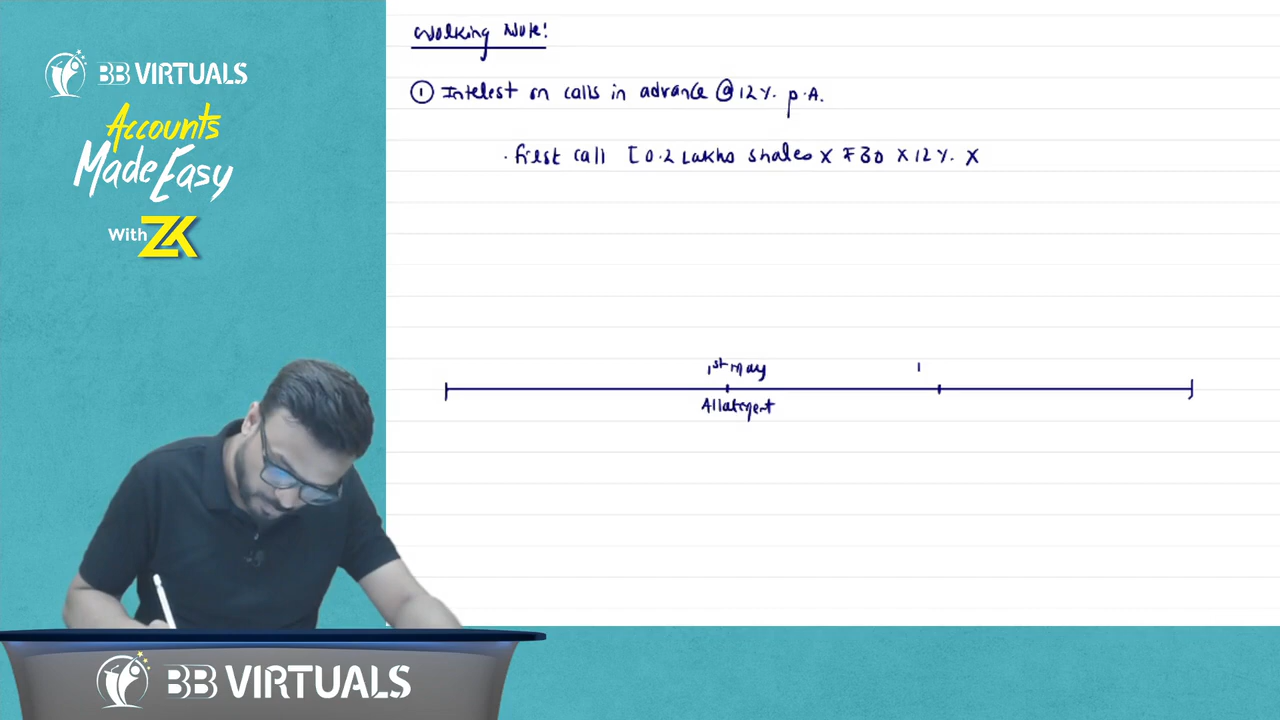 BB VIRTUALS
Accounts
Made Easy
With ZK
Working Note:
① Interest on calls in advance @ 12%. p.A.
· First call [0.2 Lakhs shares x ₹30 x 12%. x
1st May
1
Allotment
BB VIRTUALS